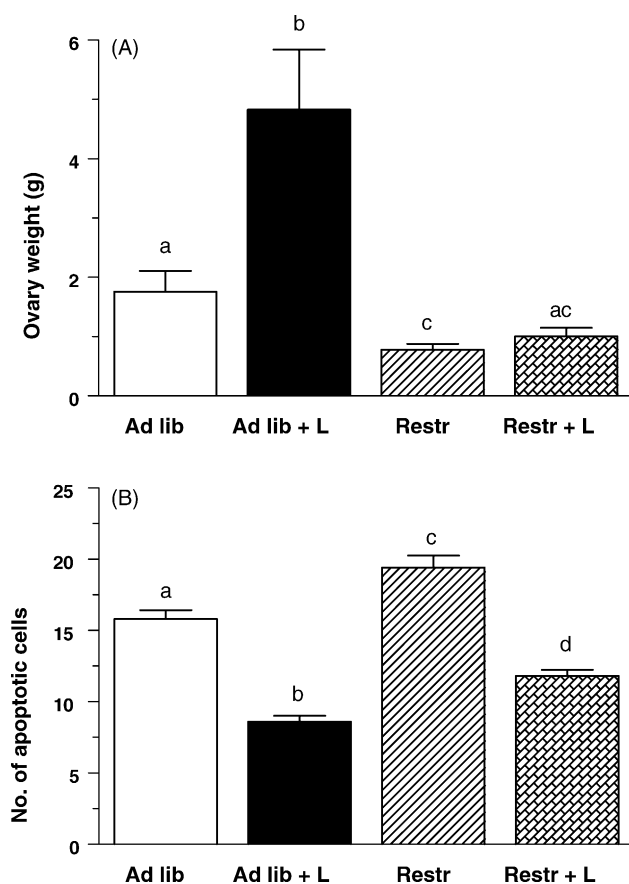 (A)
Ovary weight (g)
6
4
2
0
a
b
c
ac
Ad lib
Ad lib + L
Restr
Restr + L
(B)
No. of apoptotic cells
25
20
15
10
5
0
a
b
c
d
Ad lib
Ad lib + L
Restr
Restr + L